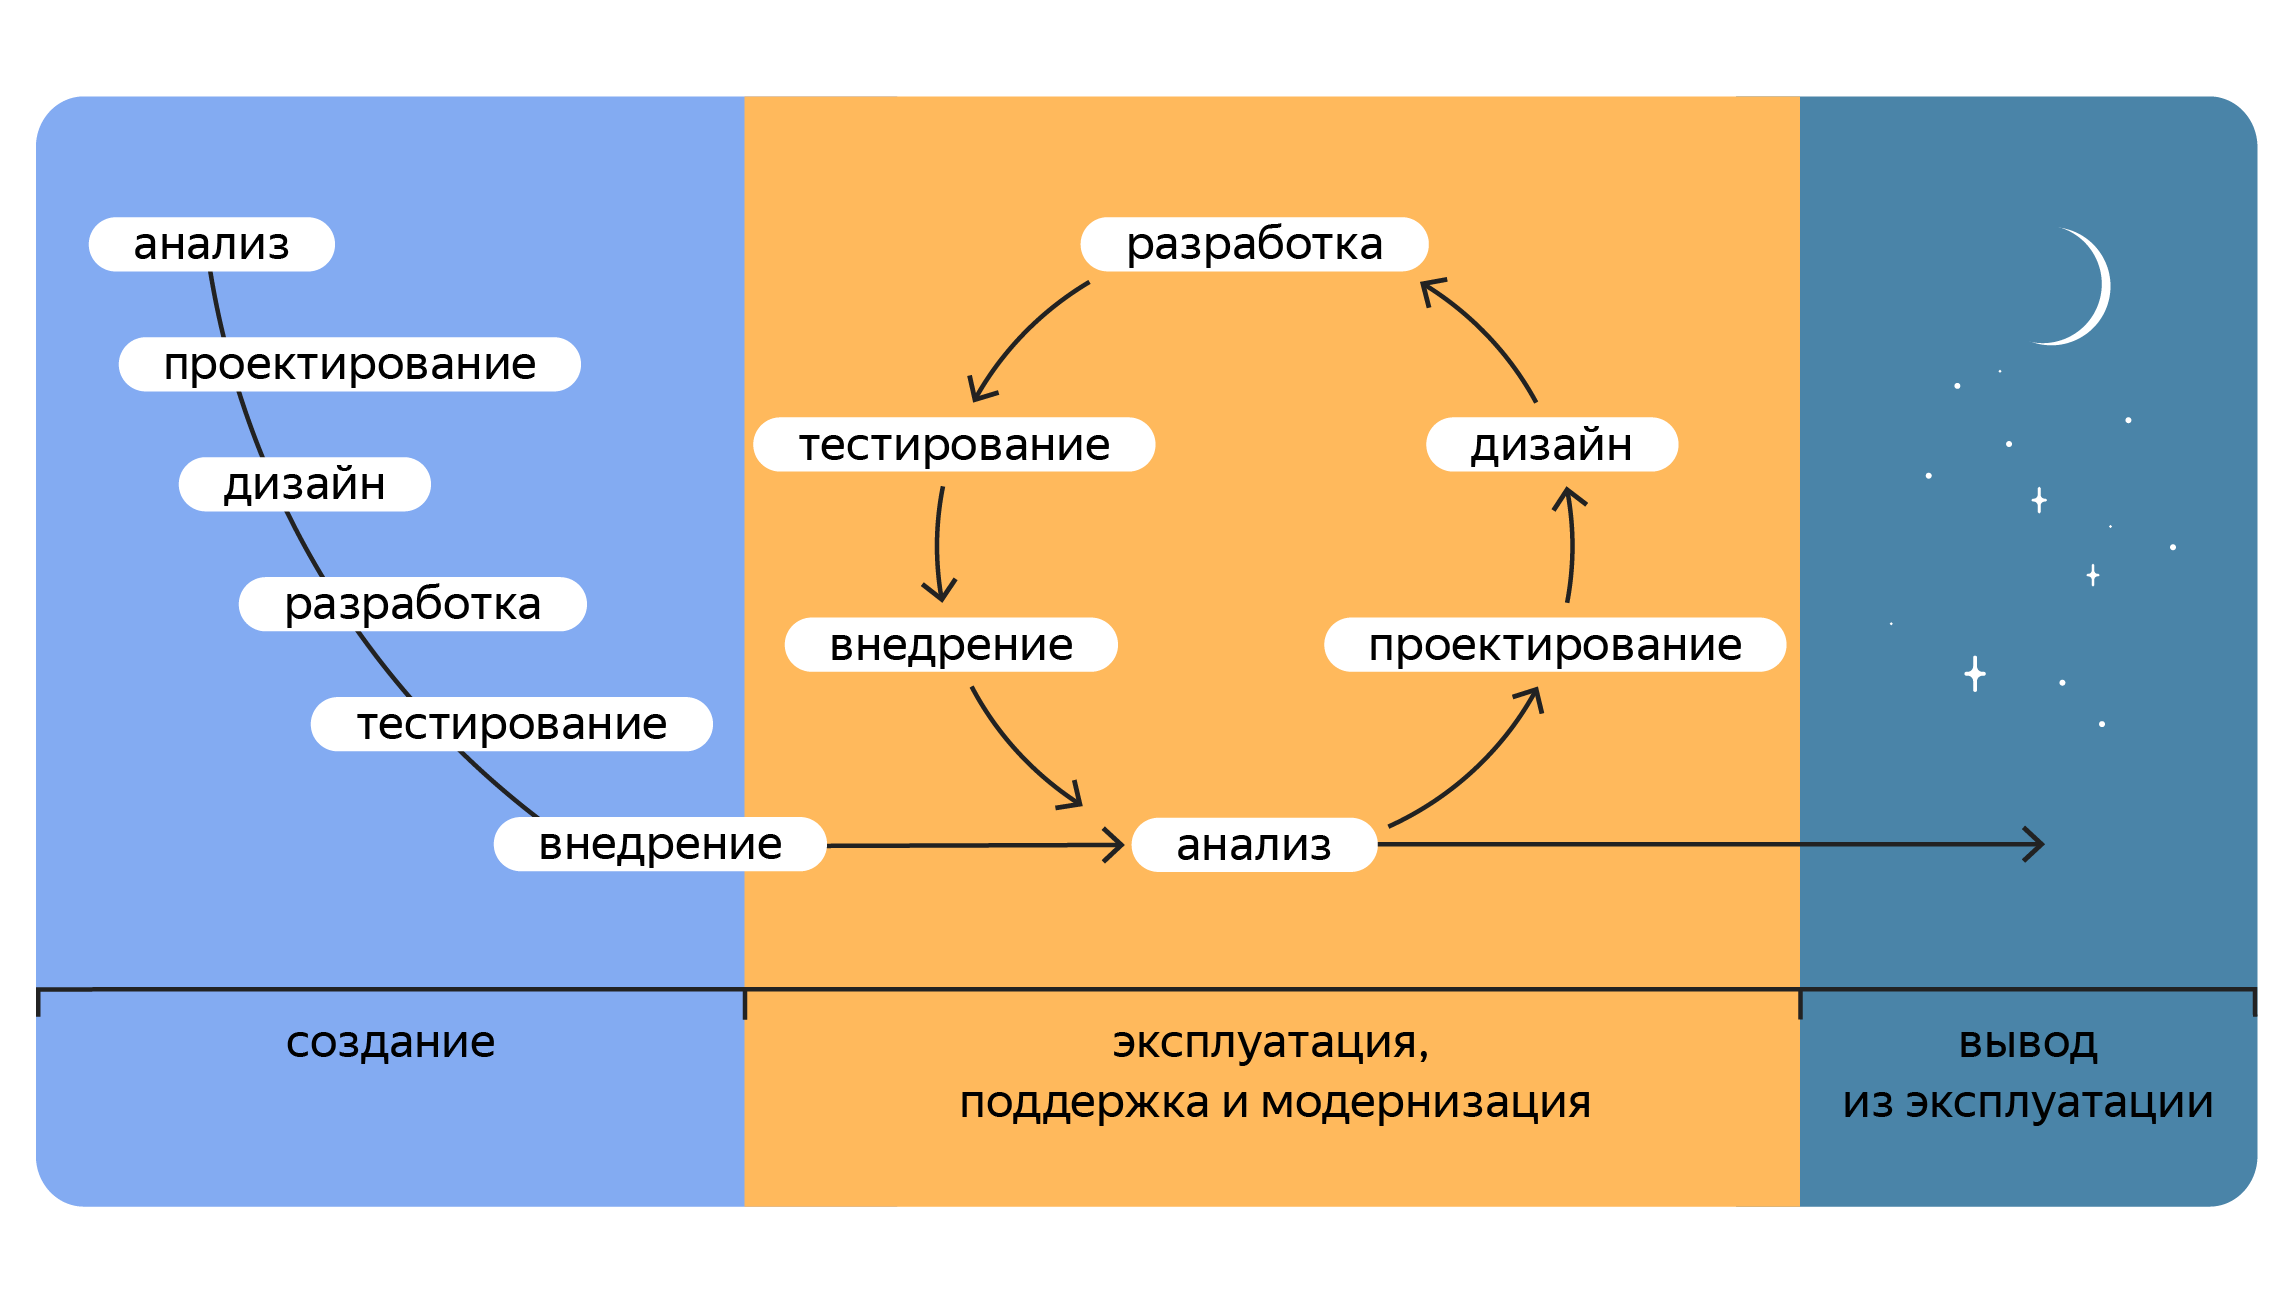 анализ
проектирование
дизайн
разработка
тестирование
внедрение
разработка
тестирование
дизайн
внедрение
проектирование
анализ
создание
эксплуатация,
поддержка и модернизация
вывод
из эксплуатации